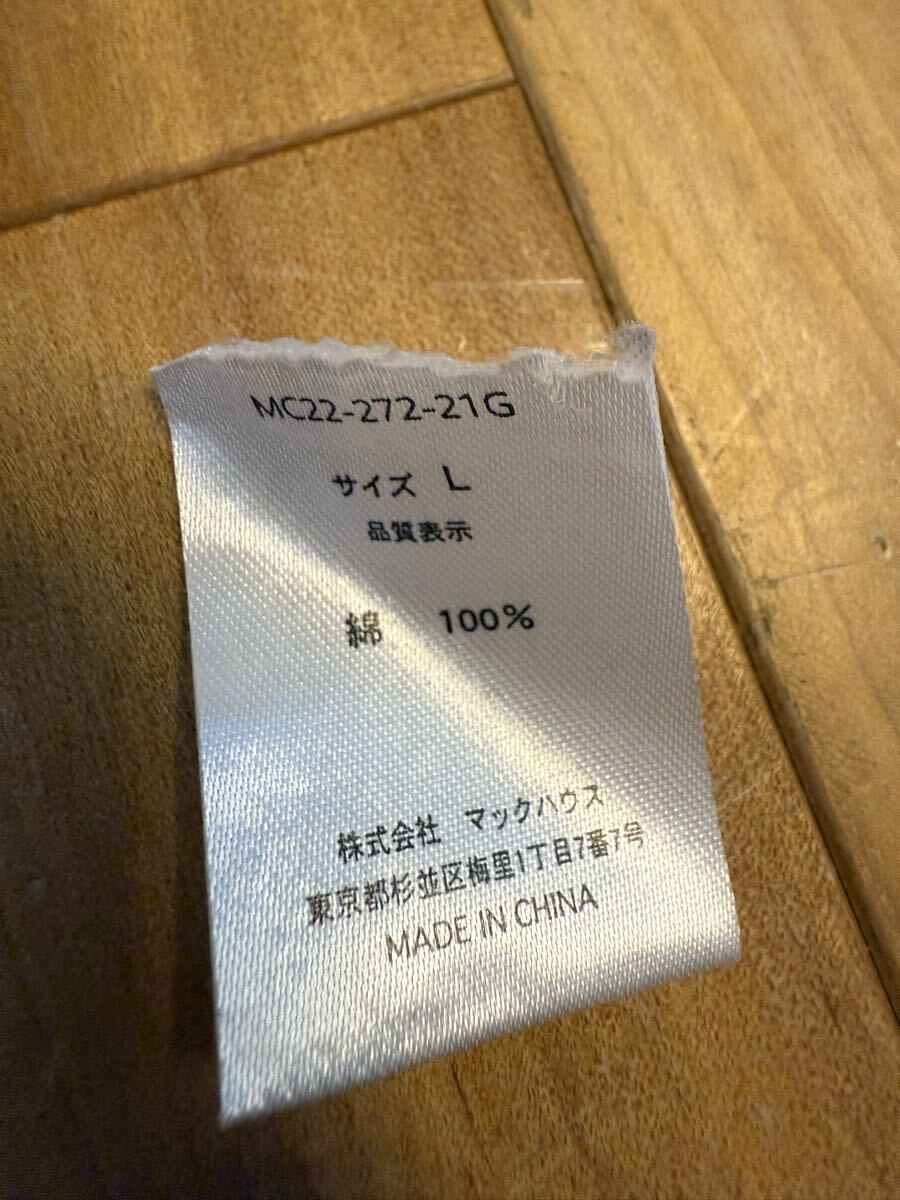 MC22-272-21G
サイズ L
品質表示
綿 100%
株式会社 マックハウス
東京都杉並区梅里1丁目7番7号
MADE IN CHINA